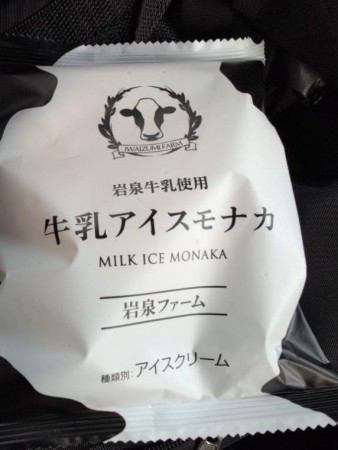 IWAIZUMI FARM
岩泉牛乳使用
牛乳アイスモナカ
MILK ICE MONAKA
岩泉ファーム
種類別:アイスクリーム